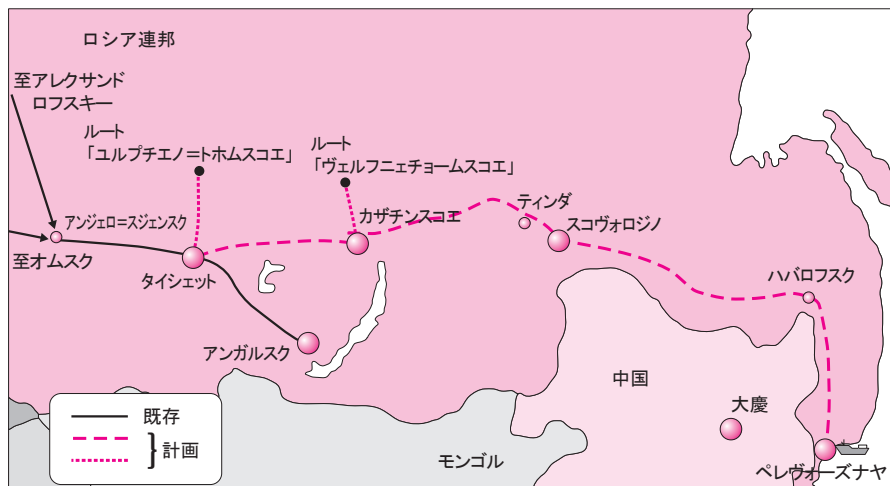 ロシア連邦
至アレクサンド
ロフスキー
ルート
「ユルプチエノ=トホムスコエ」
ルート
「ヴェルフニェチョームスコエ」
アンジェロ=スジェンスク
カザチンスコエ
ティンダ
スコヴォロジノ
至オムスク
タイシェット
ハバロフスク
アンガルスク
中国
大慶
既存
計画
モンゴル
ペレヴォーズナヤ